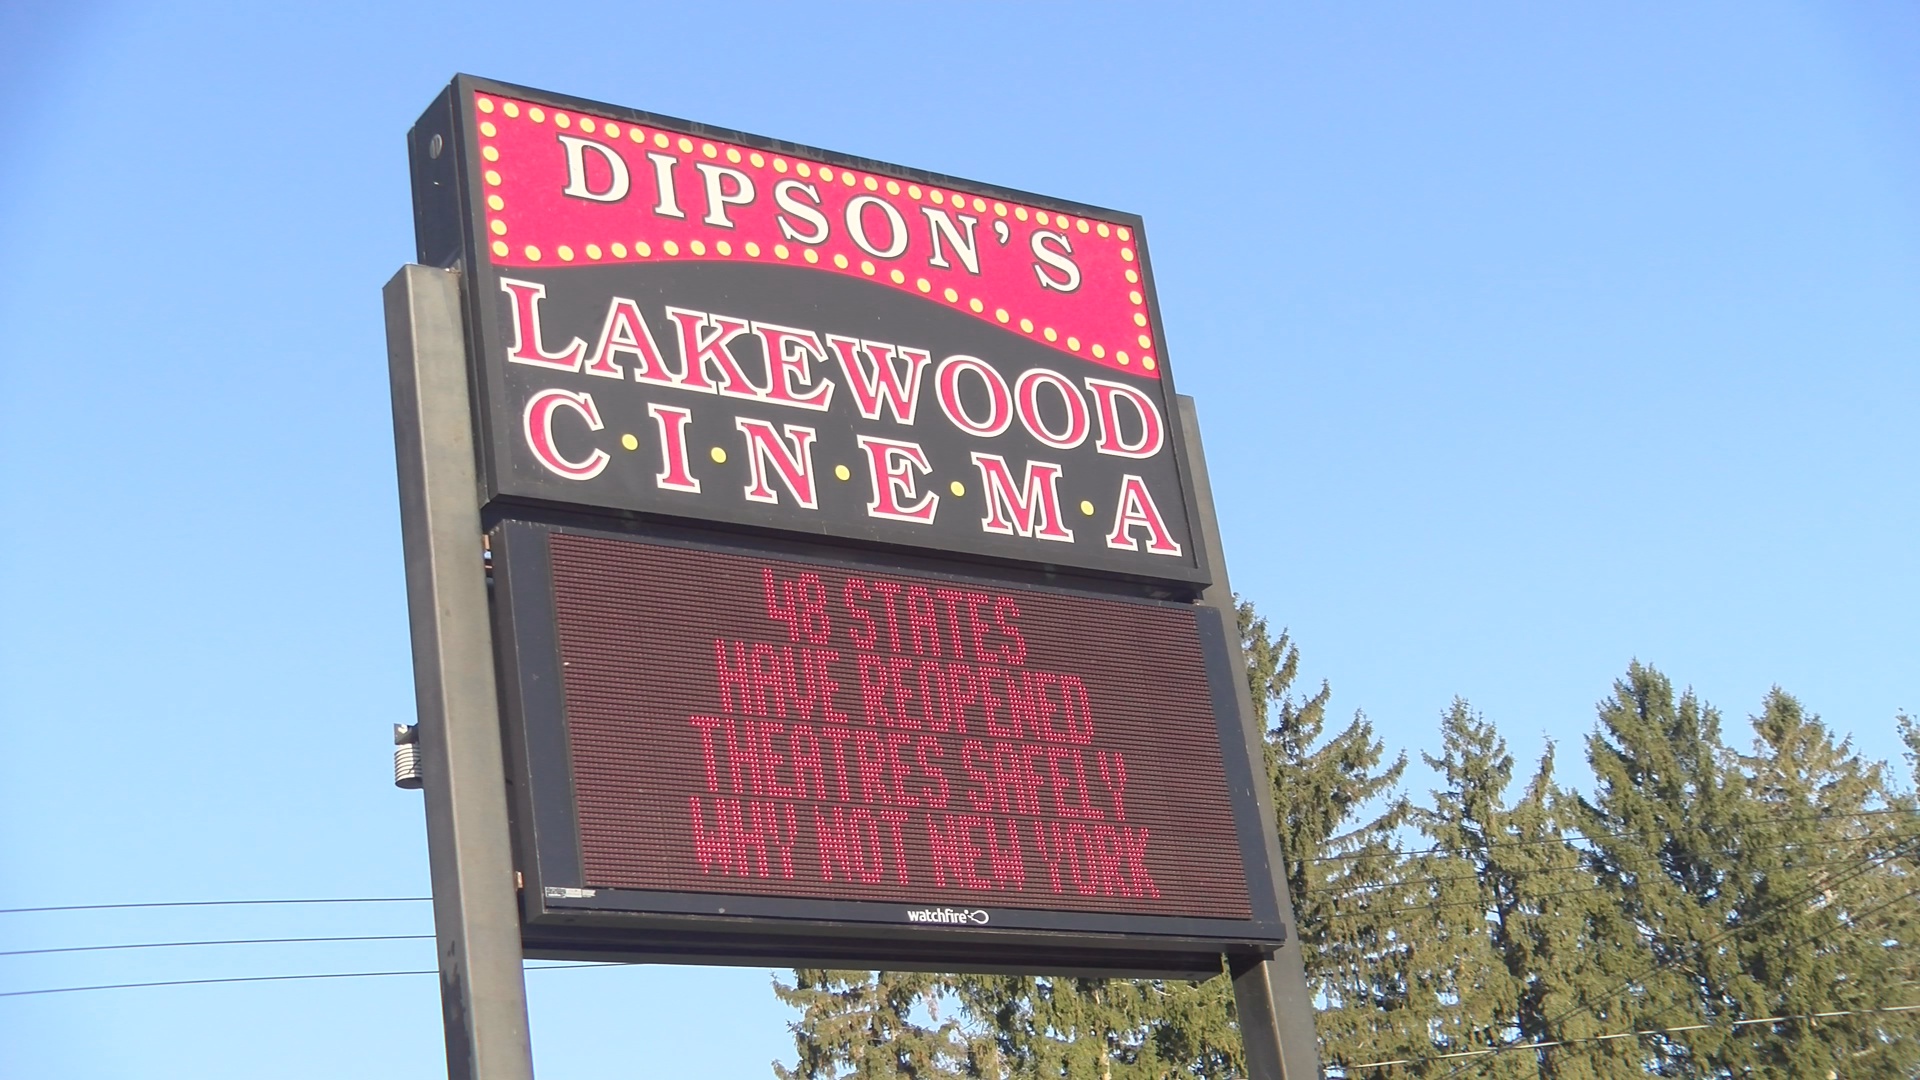 DIPSON'S
LAKEWOOD
C·I·N·E·M·A
48 STATES
HAVE REOPENED
THEATRES SAFELY
WHY NOT NEW YORK
watchfire